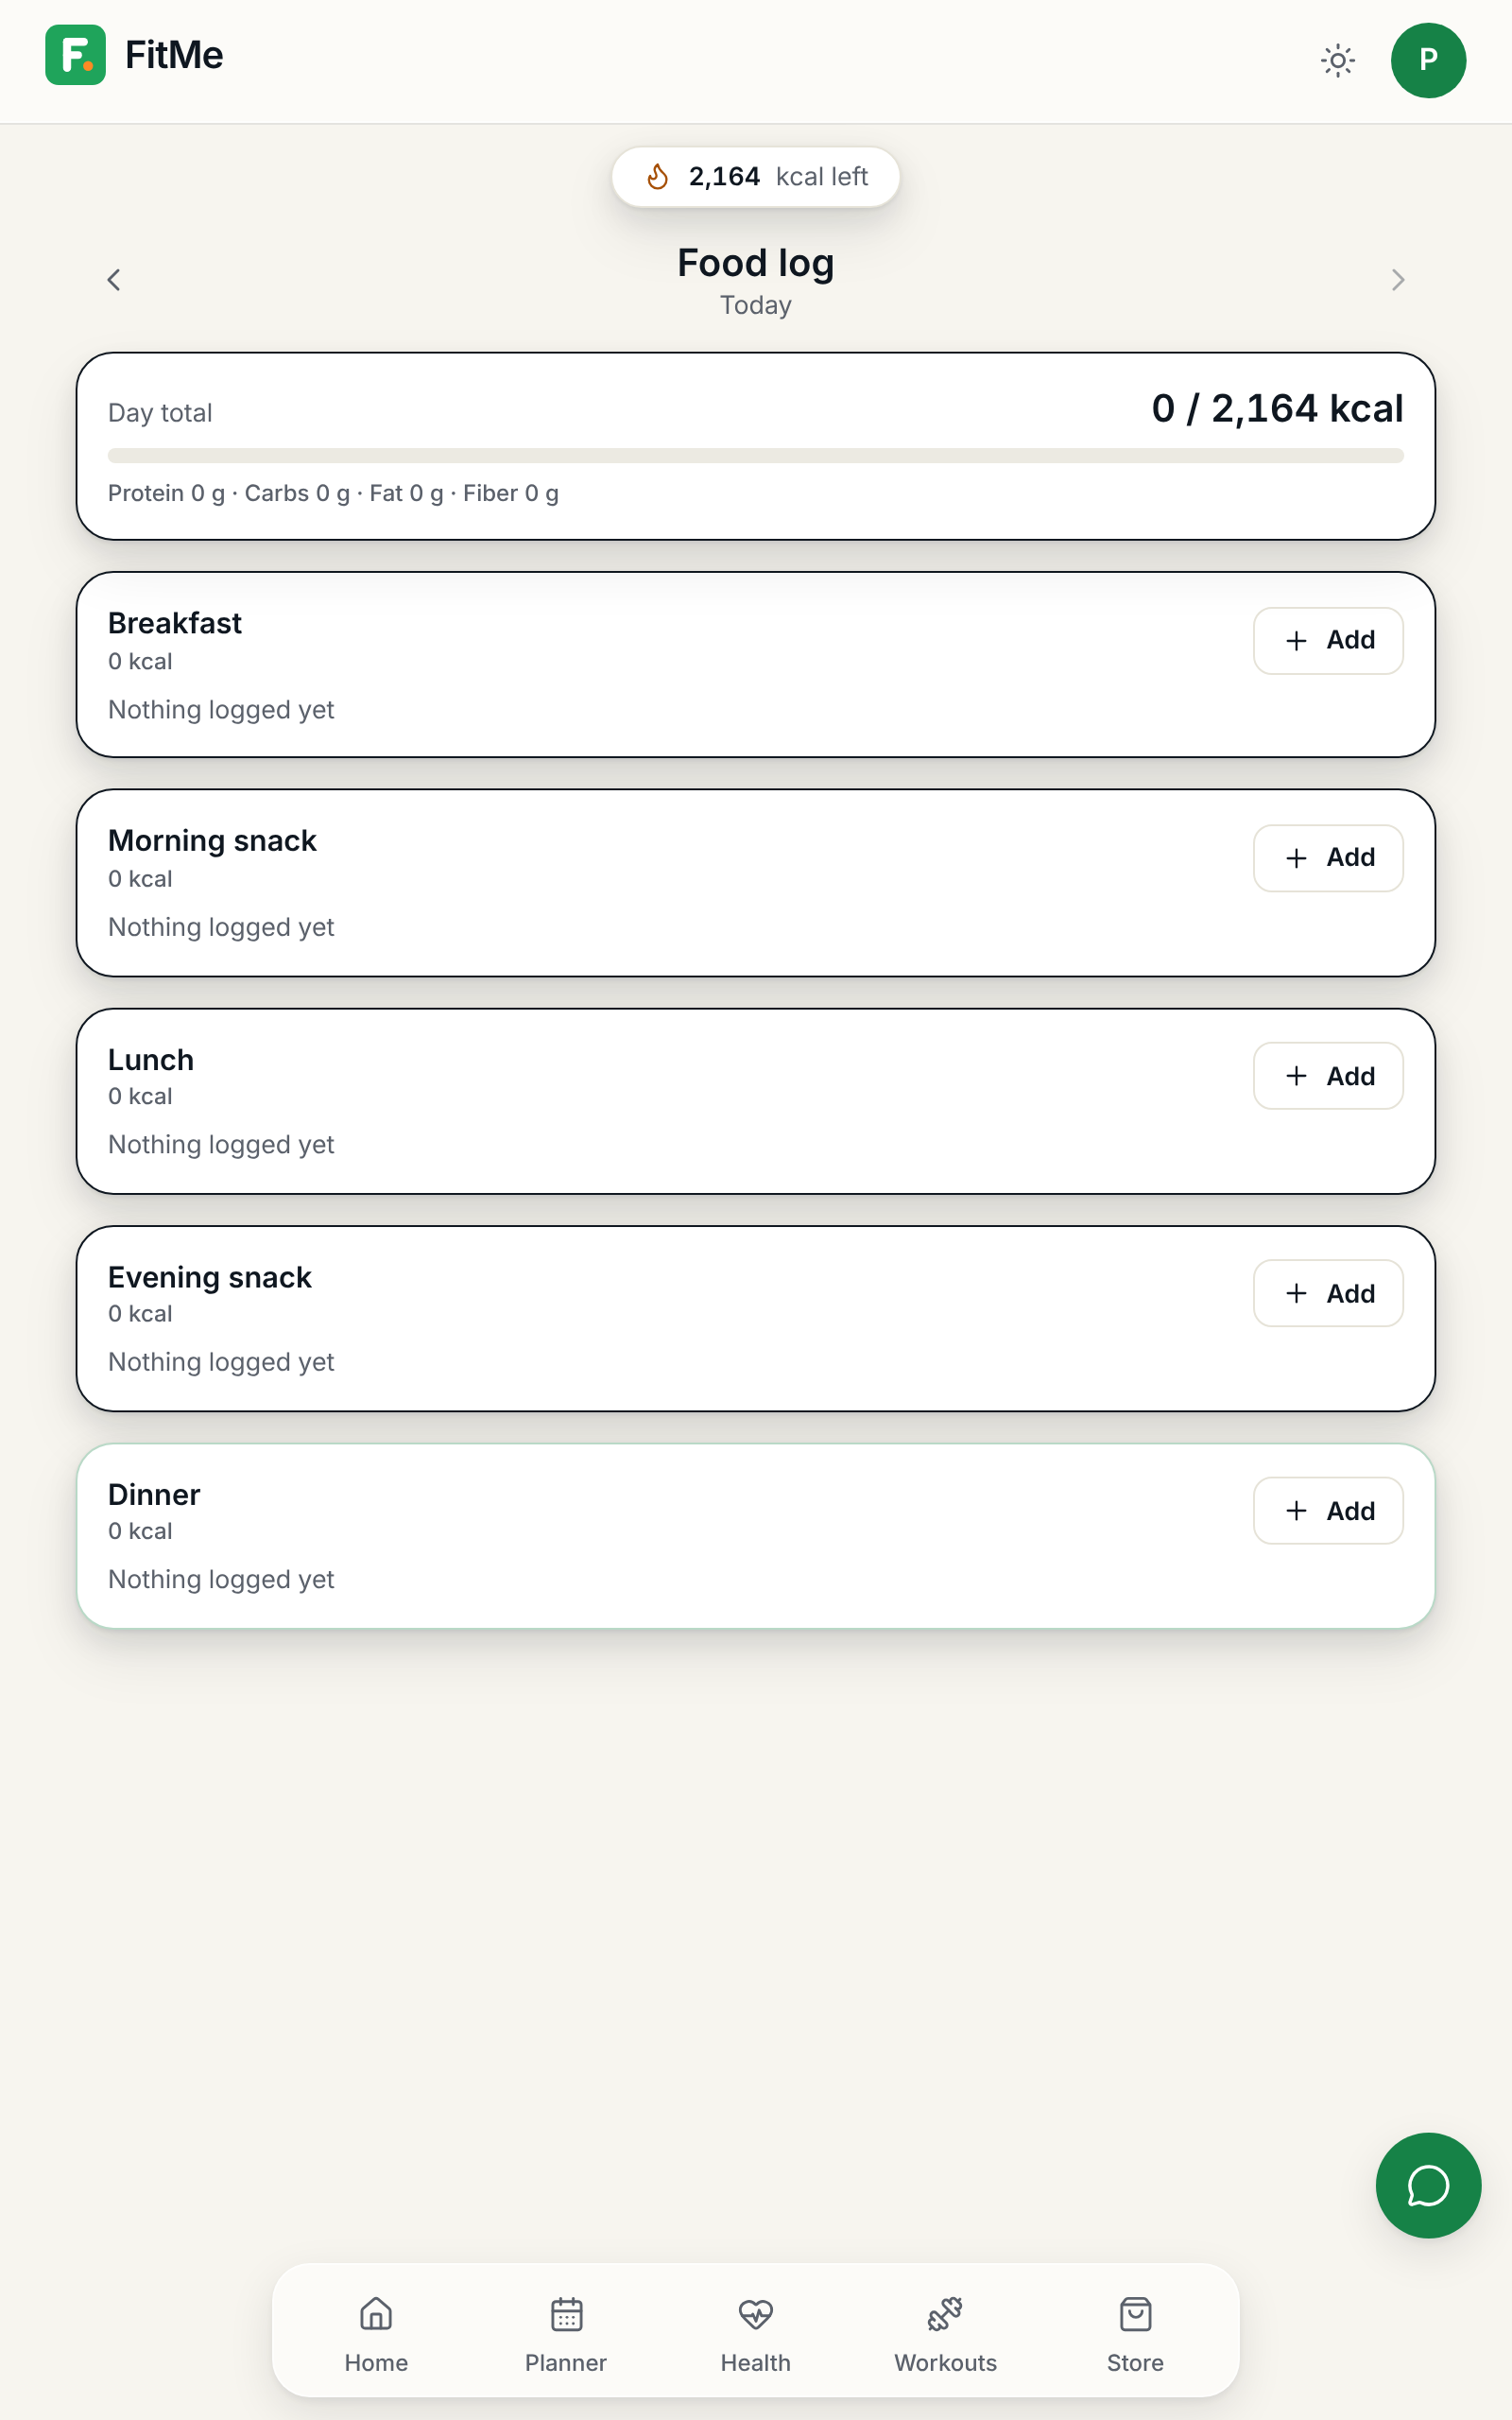 F.
FitMe
P
2,164 kcal left
Food log
Today
Day total
0 / 2,164 kcal
Protein 0 g · Carbs 0 g · Fat 0 g · Fiber 0 g
Breakfast
0 kcal
Add
Nothing logged yet
Morning snack
0 kcal
Add
Nothing logged yet
Lunch
0 kcal
Add
Nothing logged yet
Evening snack
0 kcal
Add
Nothing logged yet
Dinner
0 kcal
Add
Nothing logged yet
Home
Planner
Health
Workouts
Store